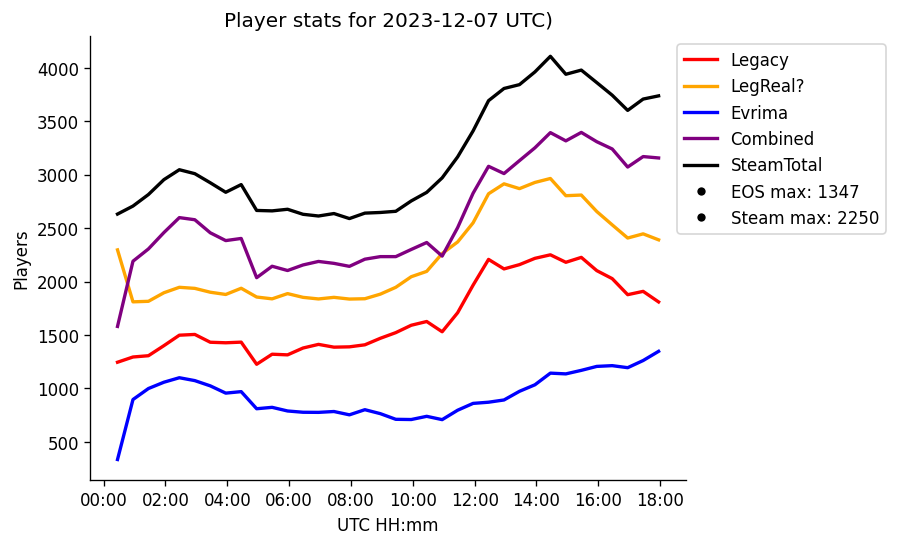 Player stats for 2023-12-07 UTC)
4000
3500
3000
2500
2000
1500
1000
500
Players
00:00 02:00 04:00 06:00 08:00 10:00 12:00 14:00 16:00 18:00
UTC HH:mm
Legacy
LegReal?
Evrima
Combined
SteamTotal
EOS max: 1347
Steam max: 2250